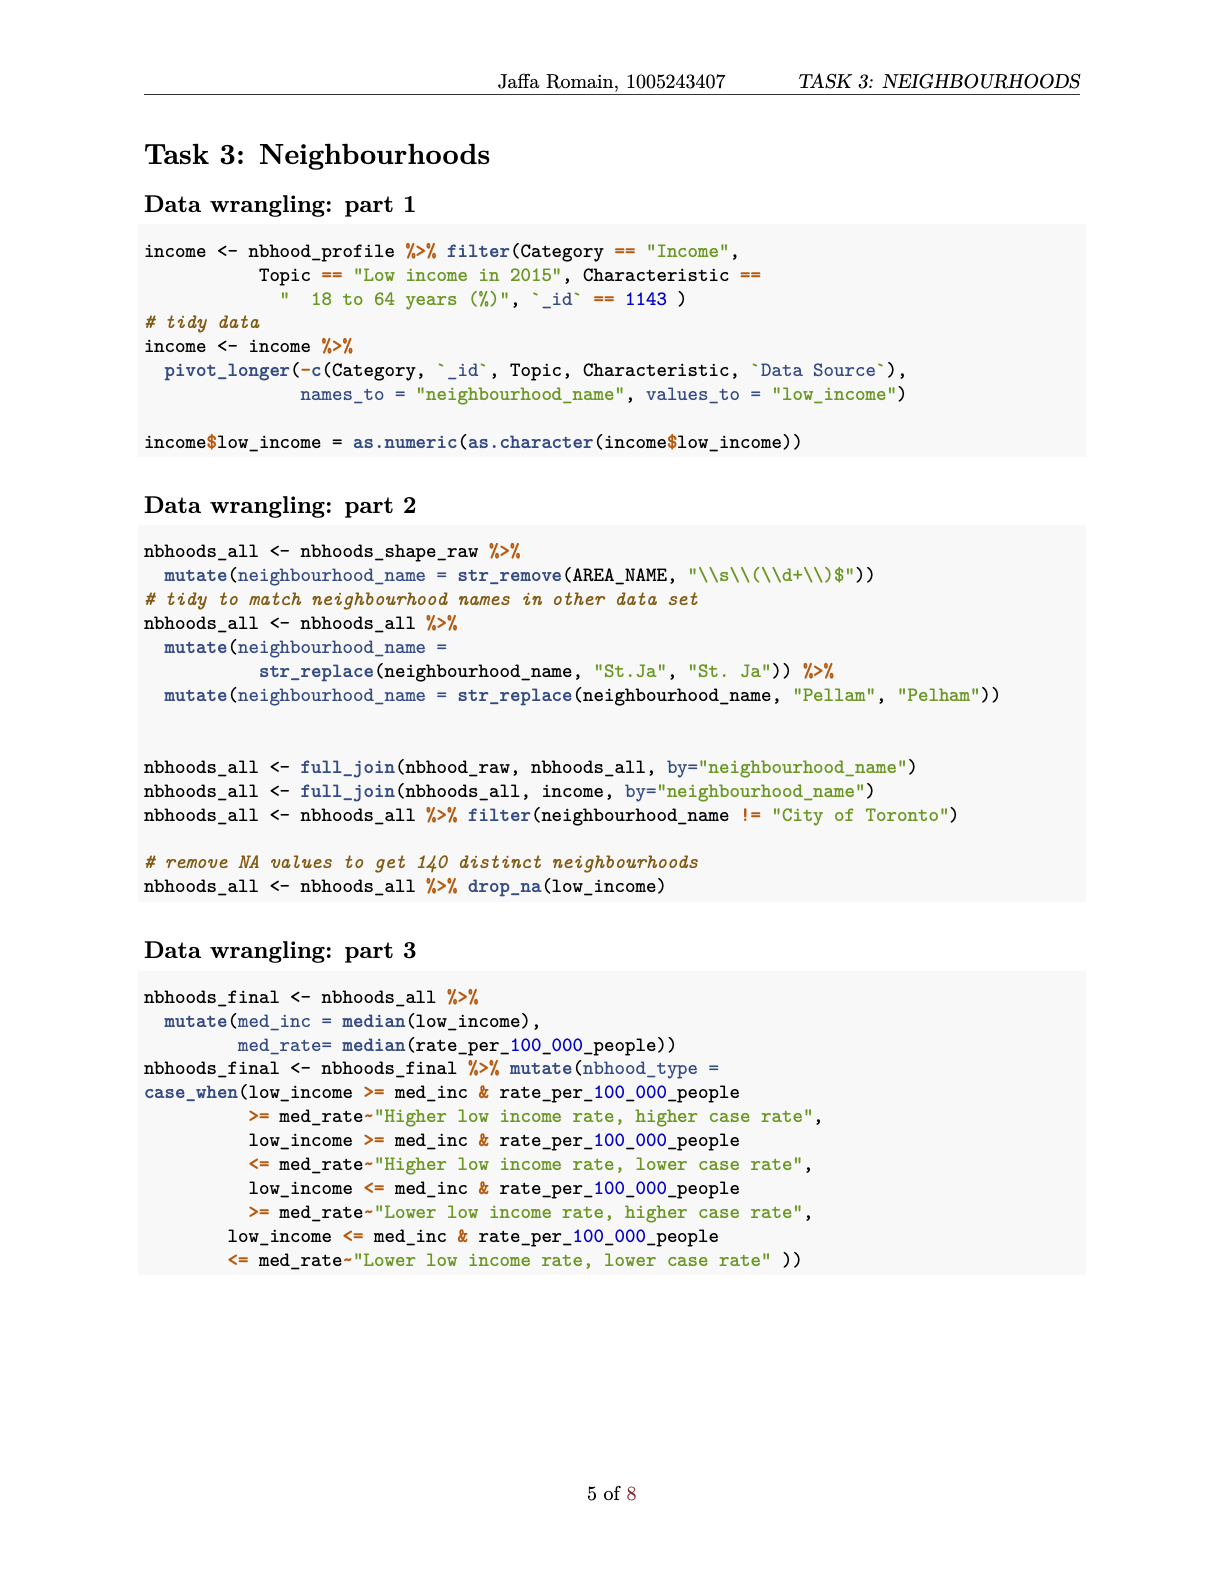 Jaffa Romain, 1005243407 TASK 3: NEIGHBOURHOODS
Task 3: Neighbourhoods
Data wrangling: part 1
income <- nbhood_profile %>% filter(Category == "Income",
Topic == "Low income in 2015", Characteristic ==
"  18 to 64 years (%)", `_id` == 1143 )
# tidy data
income <- income %>%
pivot_longer(-c(Category, `_id`, Topic, Characteristic, `Data Source`),
names_to = "neighbourhood_name", values_to = "low_income")
income$low_income = as.numeric(as.character(income$low_income))
Data wrangling: part 2
nbhoods_all <- nbhoods_shape_raw %>%
mutate(neighbourhood_name = str_remove(AREA_NAME, "\\s\\(\\d+\\)$"))
# tidy to match neighbourhood names in other data set
nbhoods_all <- nbhoods_all %>%
mutate(neighbourhood_name =
str_replace(neighbourhood_name, "St.Ja", "St. Ja")) %>%
mutate(neighbourhood_name = str_replace(neighbourhood_name, "Pellam", "Pelham"))
nbhoods_all <- full_join(nbhood_raw, nbhoods_all, by="neighbourhood_name")
nbhoods_all <- full_join(nbhoods_all, income, by="neighbourhood_name")
nbhoods_all <- nbhoods_all %>% filter(neighbourhood_name != "City of Toronto")
# remove NA values to get 140 distinct neighbourhoods
nbhoods_all <- nbhoods_all %>% drop_na(low_income)
Data wrangling: part 3
nbhoods_final <- nbhoods_all %>%
mutate(med_inc = median(low_income),
med_rate= median(rate_per_100_000_people))
nbhoods_final <- nbhoods_final %>% mutate(nbhood_type =
case_when(low_income >= med_inc & rate_per_100_000_people
>= med_rate~"Higher low income rate, higher case rate",
low_income >= med_inc & rate_per_100_000_people
<= med_rate~"Higher low income rate, lower case rate",
low_income <= med_inc & rate_per_100_000_people
>= med_rate~"Lower low income rate, higher case rate",
low_income <= med_inc & rate_per_100_000_people
<= med_rate~"Lower low income rate, lower case rate" ))
5 of 8